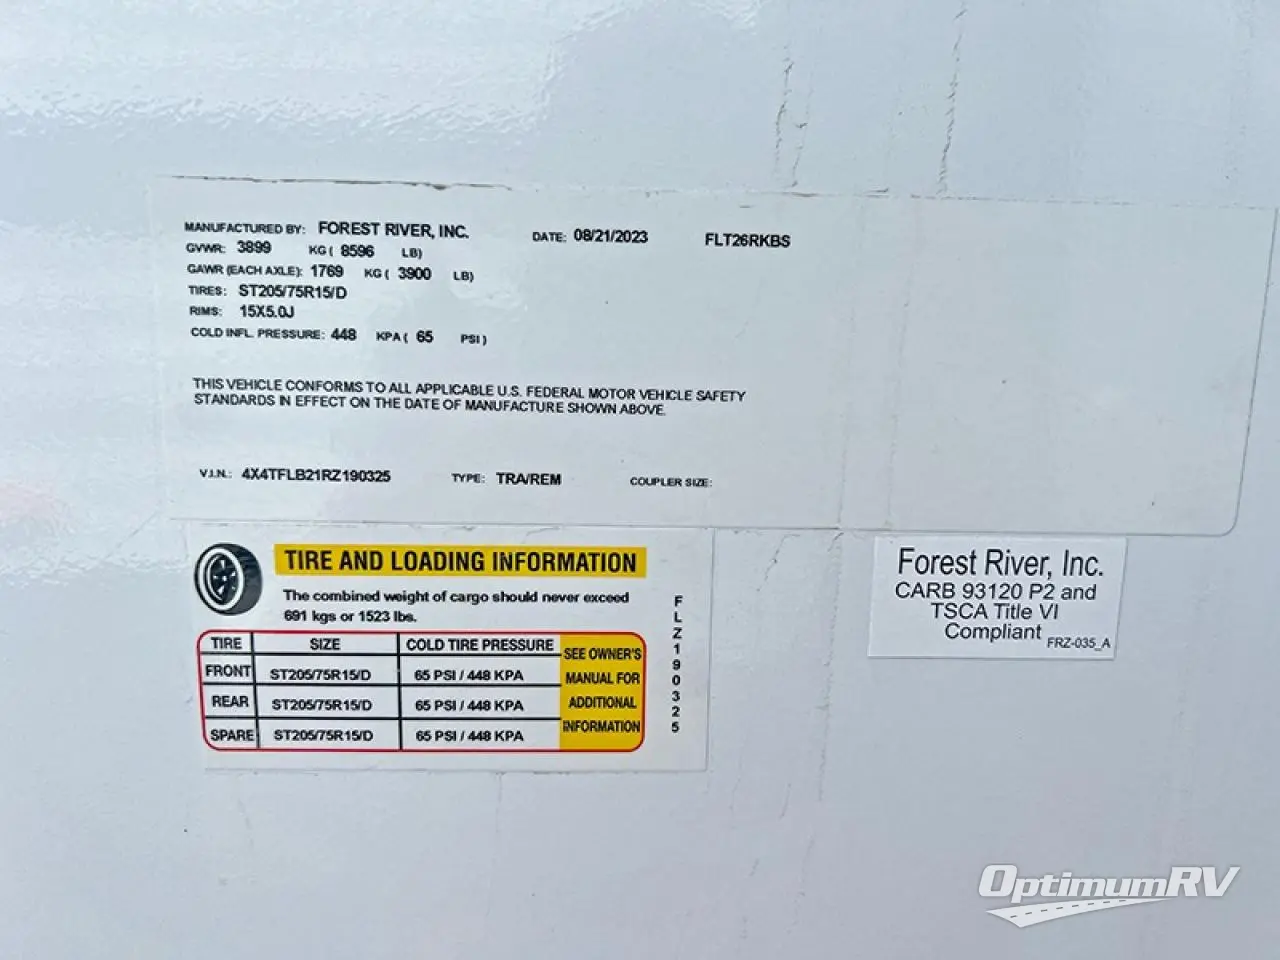 MANUFACTURED BY: FOREST RIVER, INC. DATE: 08/21/2023 FLT26RKBS
GVWR: 3899 KG ( 8596 LB)
GAWR (EACH AXLE): 1769 KG ( 3900 LB)
TIRES: ST205/75R15/D
RIMS: 15X5.0J
COLD INFL. PRESSURE: 448 KPA ( 65 PSI )
THIS VEHICLE CONFORMS TO ALL APPLICABLE U.S. FEDERAL MOTOR VEHICLE SAFETY
STANDARDS IN EFFECT ON THE DATE OF MANUFACTURE SHOWN ABOVE.
V.I.N.: 4X4TFLB21RZ190325 TYPE: TRA/REM COUPLER SIZE:
TIRE AND LOADING INFORMATION
The combined weight of cargo should never exceed
691 kgs or 1523 lbs.
TIRE SIZE COLD TIRE PRESSURE
FRONT ST205/75R15/D 65 PSI / 448 KPA
REAR ST205/75R15/D 65 PSI / 448 KPA
SPARE ST205/75R15/D 65 PSI / 448 KPA
SEE OWNER'S
MANUAL FOR
ADDITIONAL
INFORMATION
FLZ190325
Forest River, Inc.
CARB 93120 P2 and
TSCA Title VI
Compliant FRZ-035_A
OptimumRV